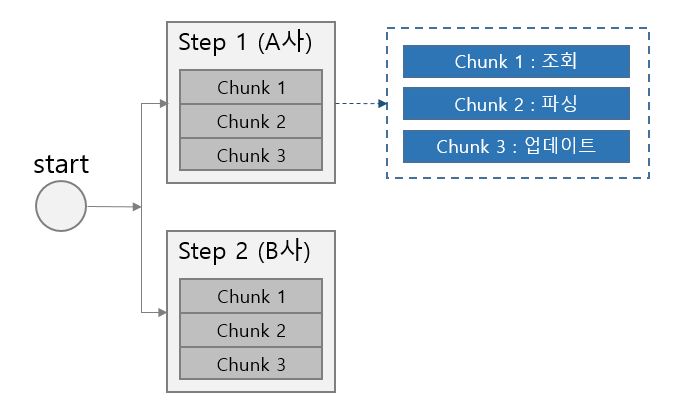 start
Step 1 (A사)
Chunk 1
Chunk 2
Chunk 3
Chunk 1 : 조회
Chunk 2 : 파싱
Chunk 3 : 업데이트
Step 2 (B사)
Chunk 1
Chunk 2
Chunk 3